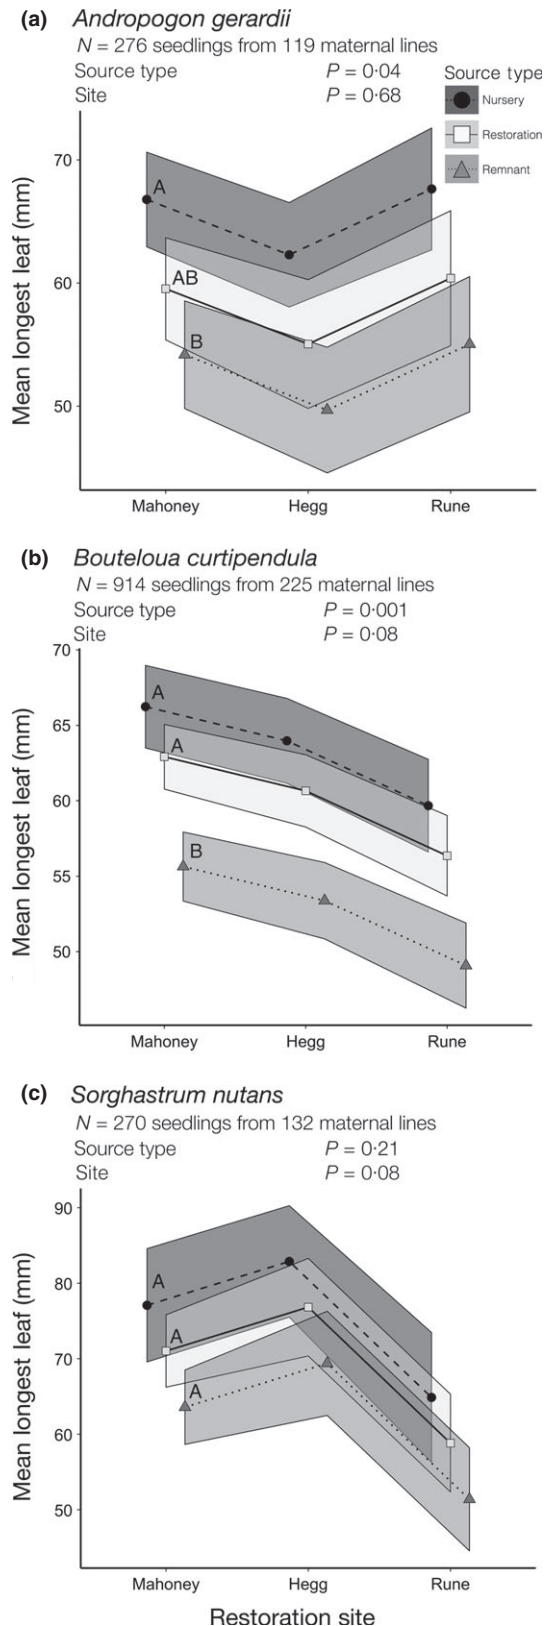 (a) Andropogon gerardii
N = 276 seedlings from 119 maternal lines
Source type P = 0·04
Site P = 0·68
Source type
Nursery
Restoration
Remnant
Mean longest leaf (mm)
70
60
50
A
AB
B
Mahoney Hegg Rune
(b) Bouteloua curtipendula
N = 914 seedlings from 225 maternal lines
Source type P = 0·001
Site P = 0·08
Mean longest leaf (mm)
70
65
60
55
50
A
A
B
Mahoney Hegg Rune
(c) Sorghastrum nutans
N = 270 seedlings from 132 maternal lines
Source type P = 0·21
Site P = 0·08
Mean longest leaf (mm)
90
80
70
60
50
A
A
A
Mahoney Hegg Rune
Restoration site